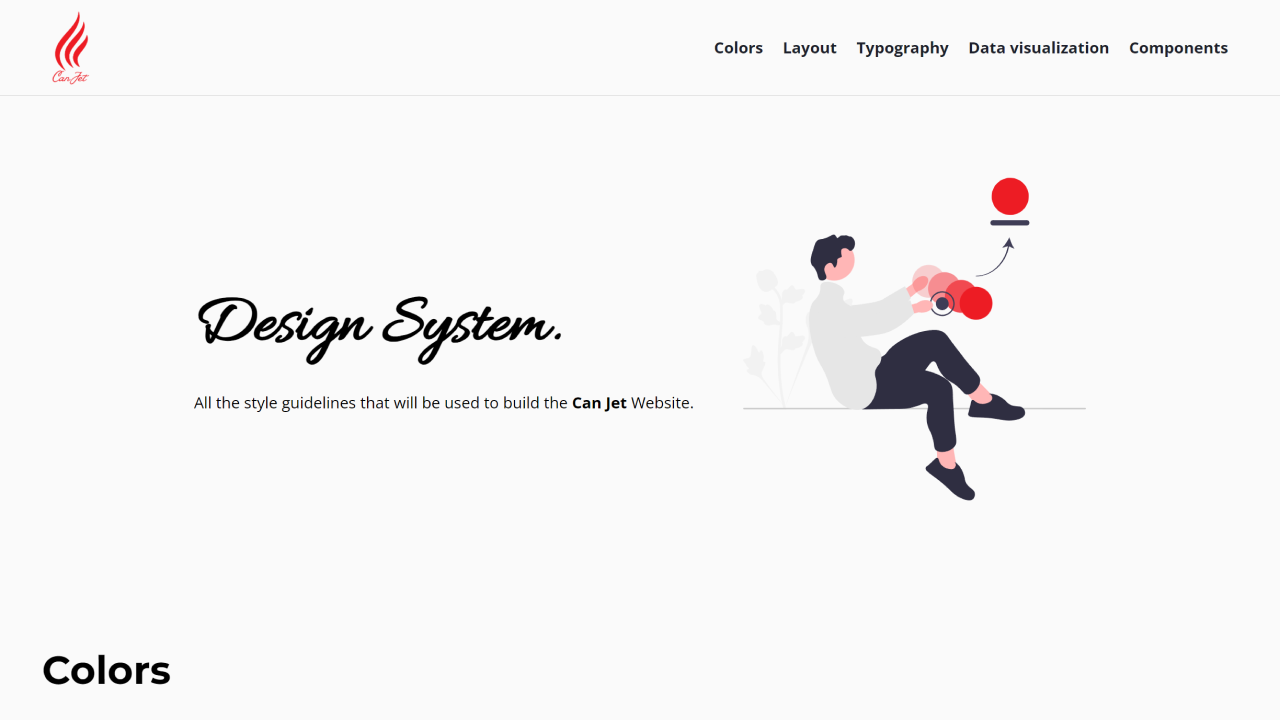 Can Jet
Colors Layout Typography Data visualization Components
Design System.
All the style guidelines that will be used to build the Can Jet Website.
Colors